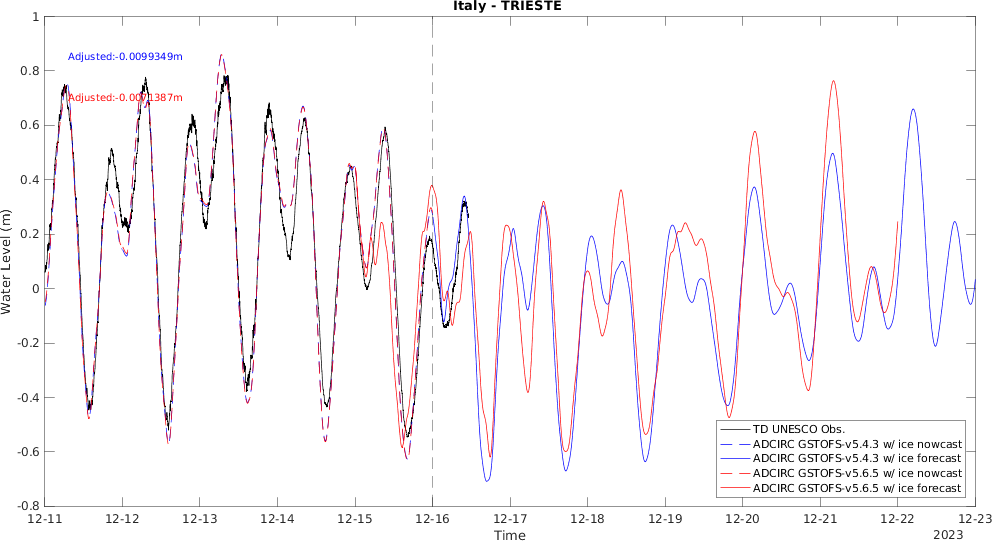 Italy - TRIESTE
Water Level (m)
1
0.8
0.6
0.4
0.2
0
-0.2
-0.4
-0.6
-0.8
Adjusted:-0.0099349m
Adjusted:-0.0071387m
TD UNESCO Obs.
ADCIRC GSTOFS-v5.4.3 w/ ice nowcast
ADCIRC GSTOFS-v5.4.3 w/ ice forecast
ADCIRC GSTOFS-v5.6.5 w/ ice nowcast
ADCIRC GSTOFS-v5.6.5 w/ ice forecast
12-11 12-12 12-13 12-14 12-15 12-16 12-17 12-18 12-19 12-20 12-21 12-22 12-23
Time
2023